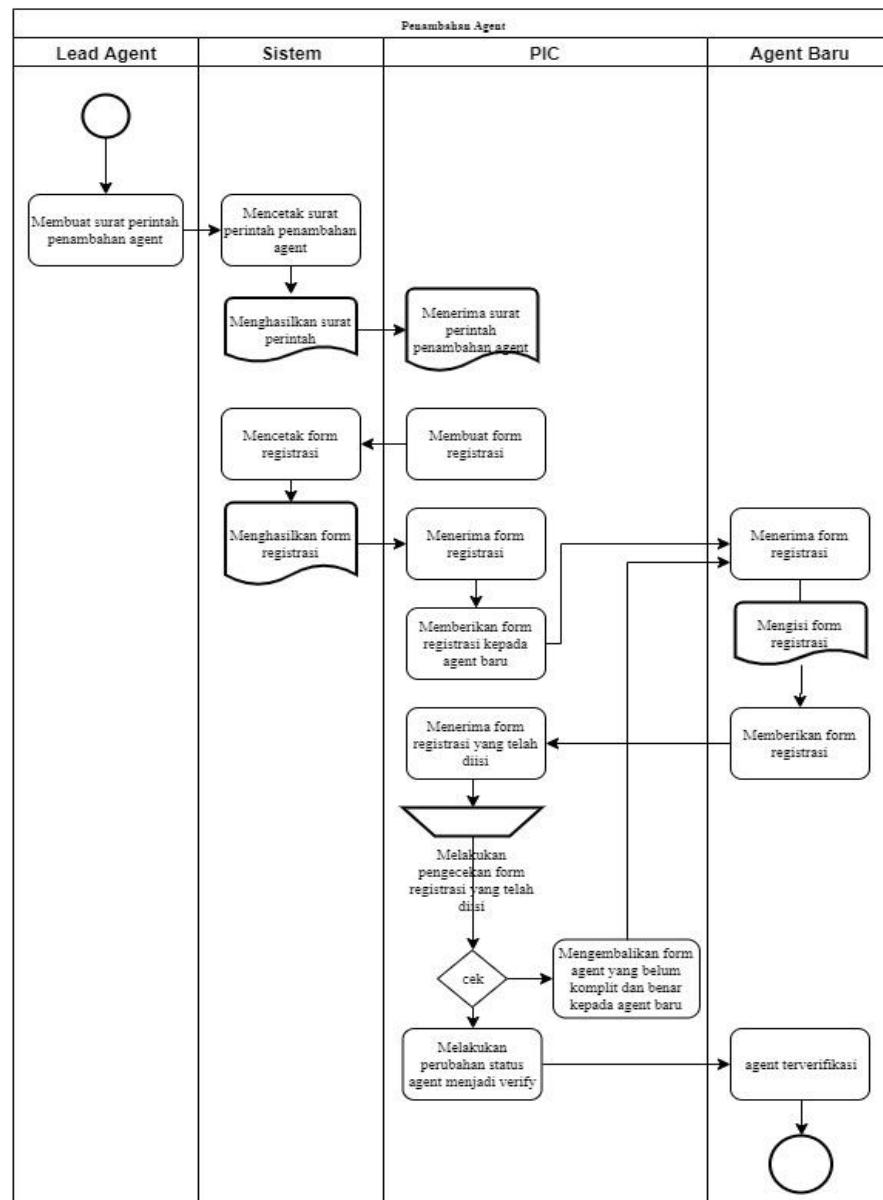 Penambahan Agent
Lead Agent
Sistem
PIC
Agent Baru
Membuat surat perintah
penambahan agent
Mencetak surat
perintah penambahan
agent
Menghasilkan surat
perintah
Menerima surat
perintah
penambahan agent
Membuat form
registrasi
Mencetak form
registrasi
Menghasilkan form
registrasi
Menerima form
registrasi
Memberikan form
registrasi kepada
agent baru
Menerima form
registrasi
Mengisi form
registrasi
Memberikan form
registrasi
Menerima form
registrasi yang telah
diisi
Melakukan
pengecekan form
registrasi yang telah
diisi
cek
Mengembalikan form
agent yang belum
komplit dan benar
kepada agent baru
Melakukan
perubahan status
agent menjadi verify
agent terverifikasi